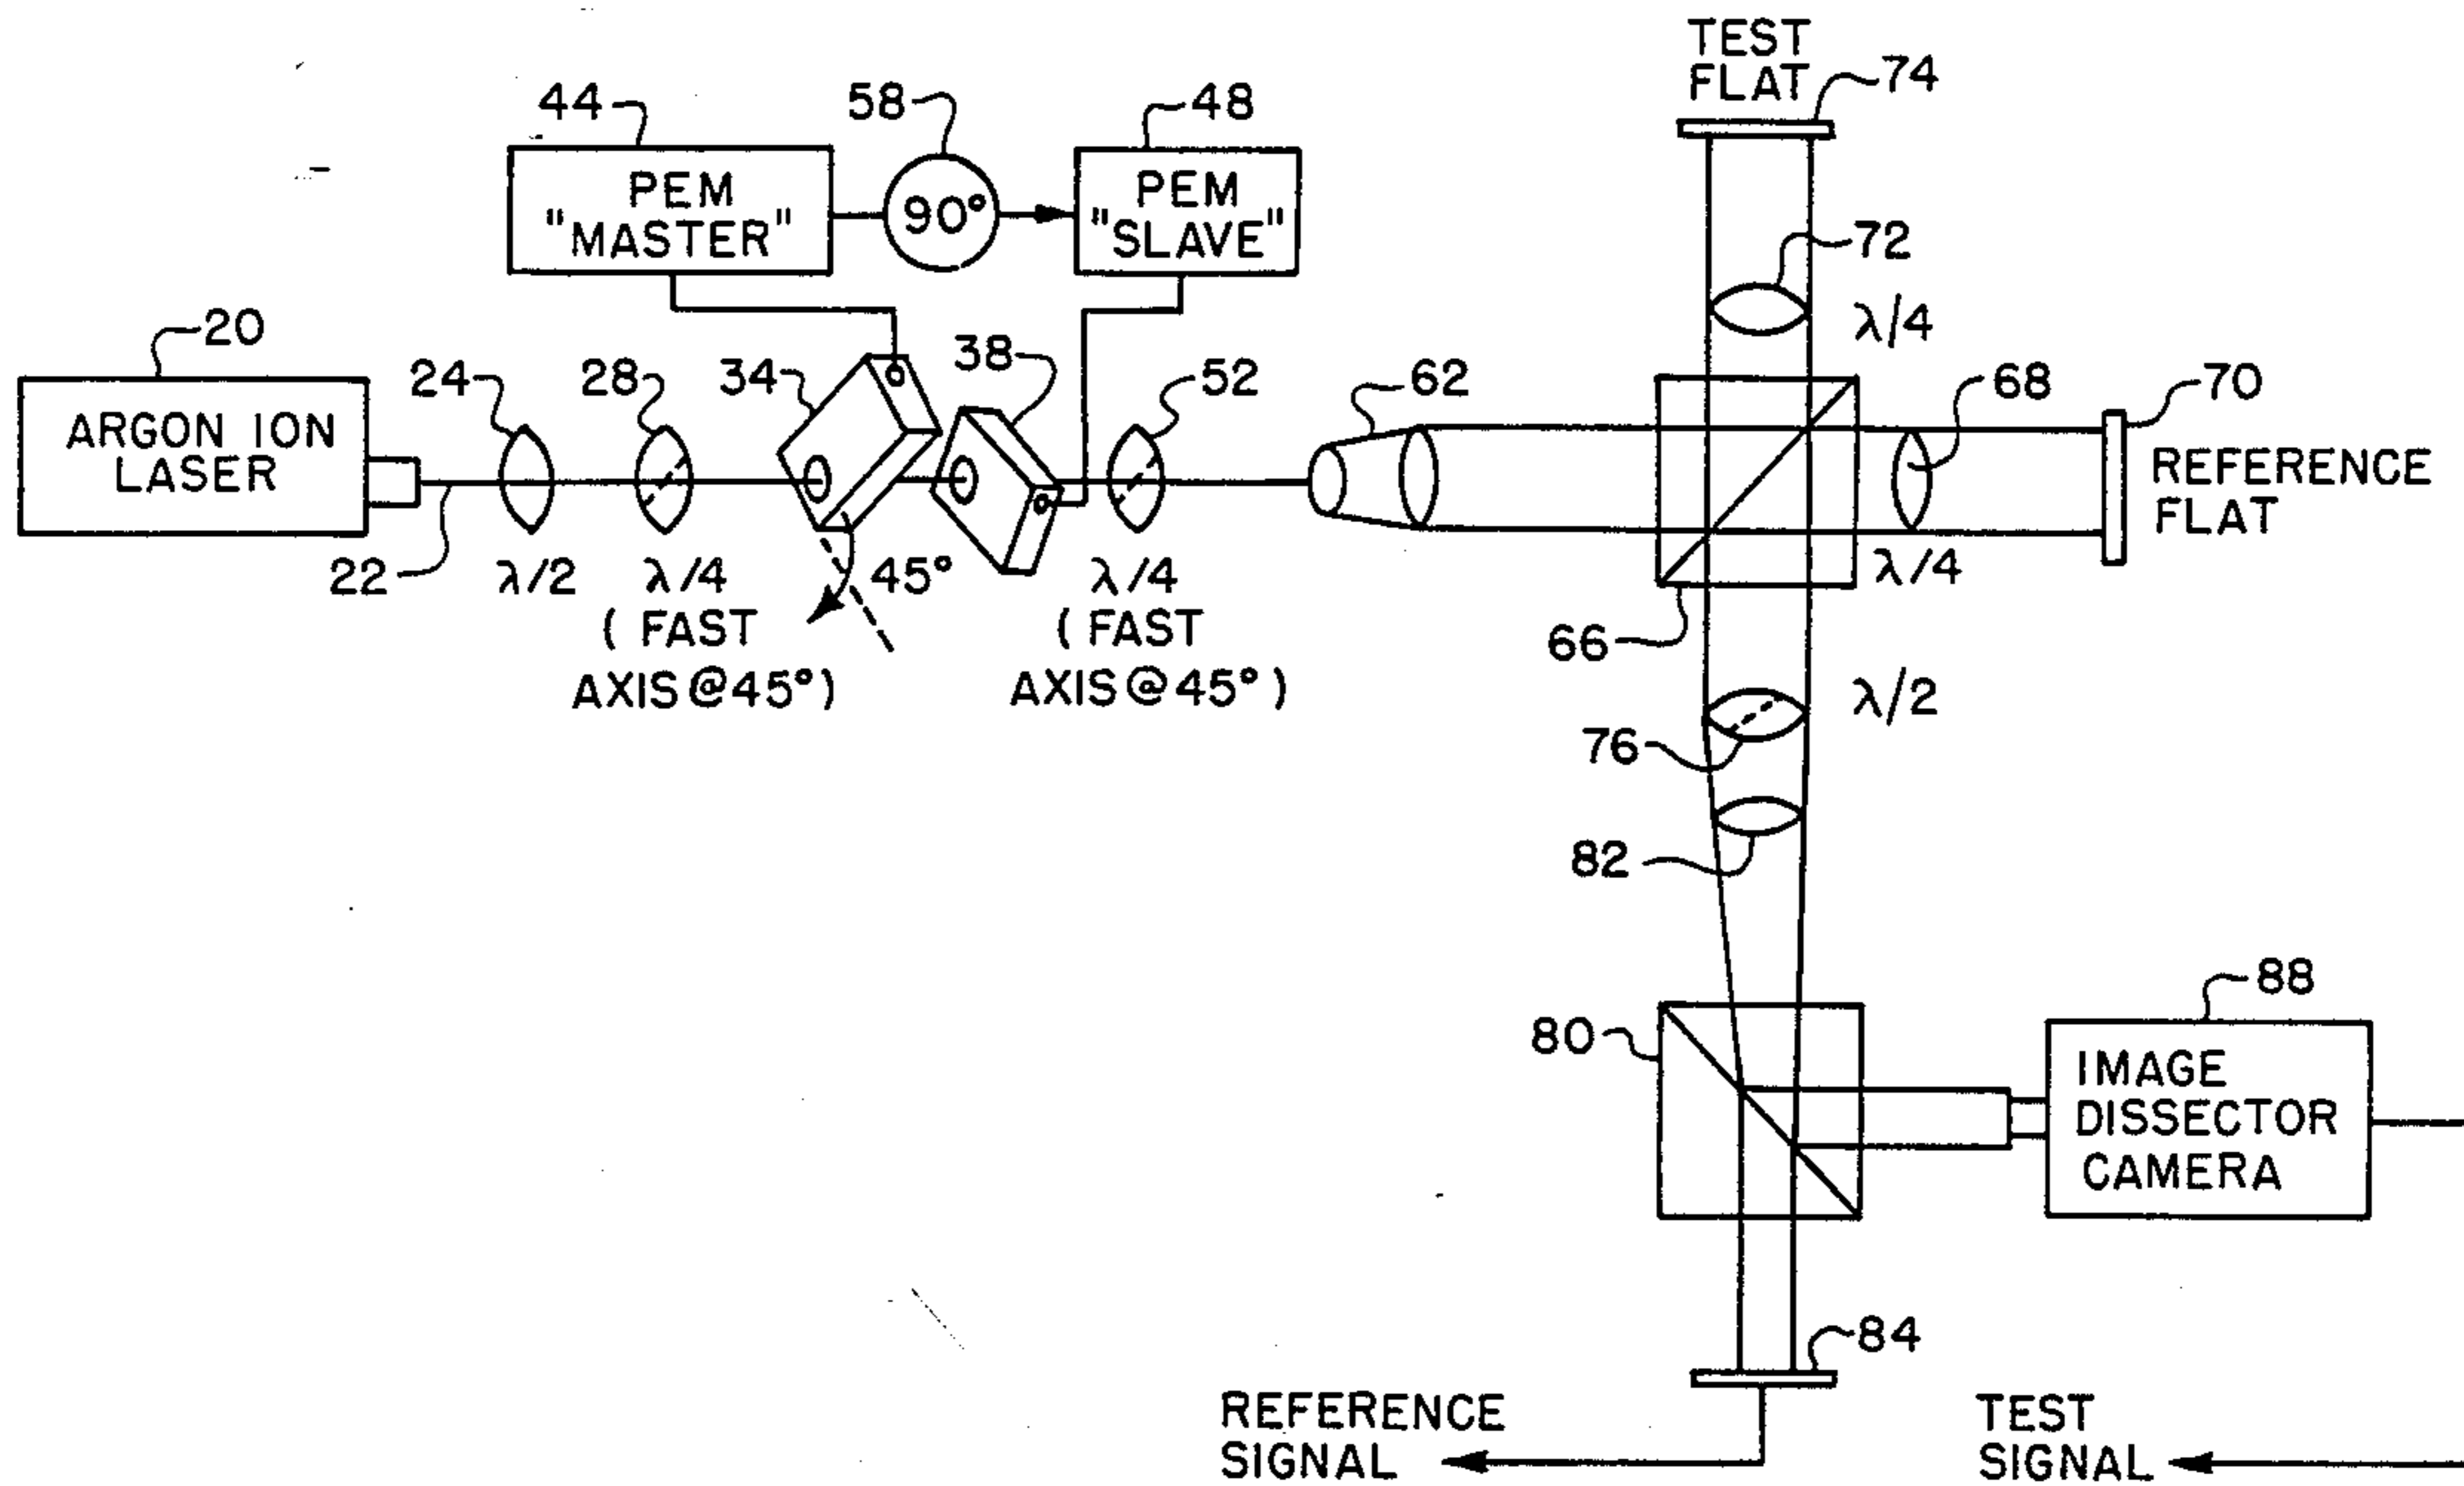 TEST
FLAT
74
44
58
48
PEM
"MASTER"
90°
PEM
"SLAVE"
72
λ/4
20
24
28
34
38
52
62
68
70
ARGON ION
LASER
REFERENCE
FLAT
22
λ/2
λ/4
(FAST
AXIS@45°)
45°
λ/4
(FAST
AXIS@45°)
λ/4
66
λ/2
76
82
88
80
IMAGE
DISSECTOR
CAMERA
84
REFERENCE
SIGNAL
TEST
SIGNAL